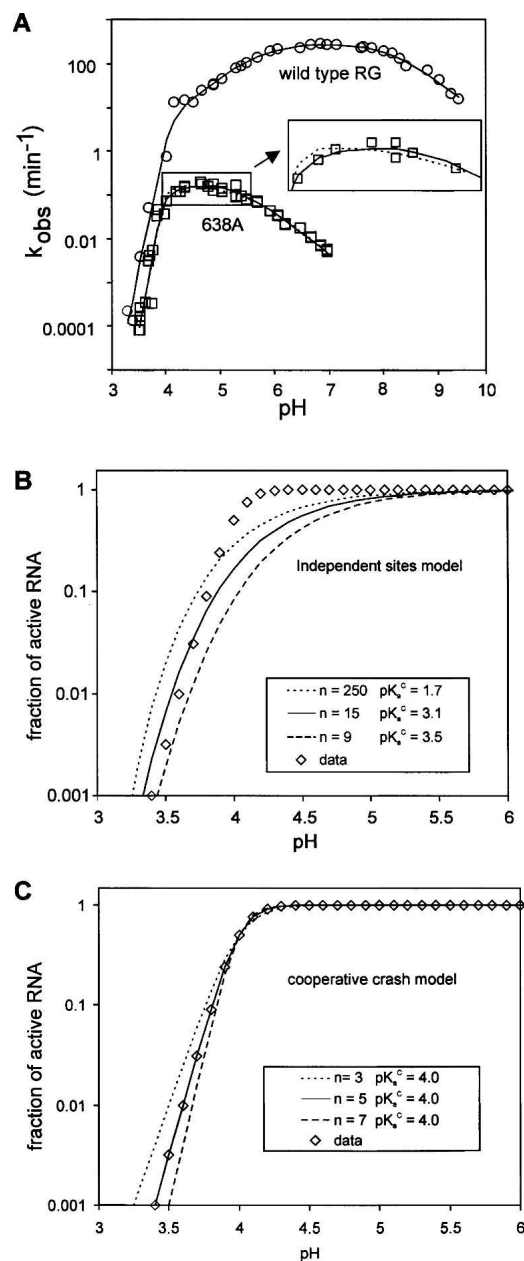 A
100
1
0.01
0.0001
k_obs (min⁻¹)
wild type RG
638A
3 4 5 6 7 8 9 10
pH
B
1
0.1
0.01
0.001
fraction of active RNA
Independent sites model
n = 250 pKₐᶜ = 1.7
n = 15 pKₐᶜ = 3.1
n = 9 pKₐᶜ = 3.5
data
3 3.5 4 4.5 5 5.5 6
pH
C
1
0.1
0.01
0.001
fraction of active RNA
cooperative crash model
n= 3 pKₐᶜ = 4.0
n = 5 pKₐᶜ = 4.0
n = 7 pKₐᶜ = 4.0
data
3 3.5 4 4.5 5 5.5 6
pH